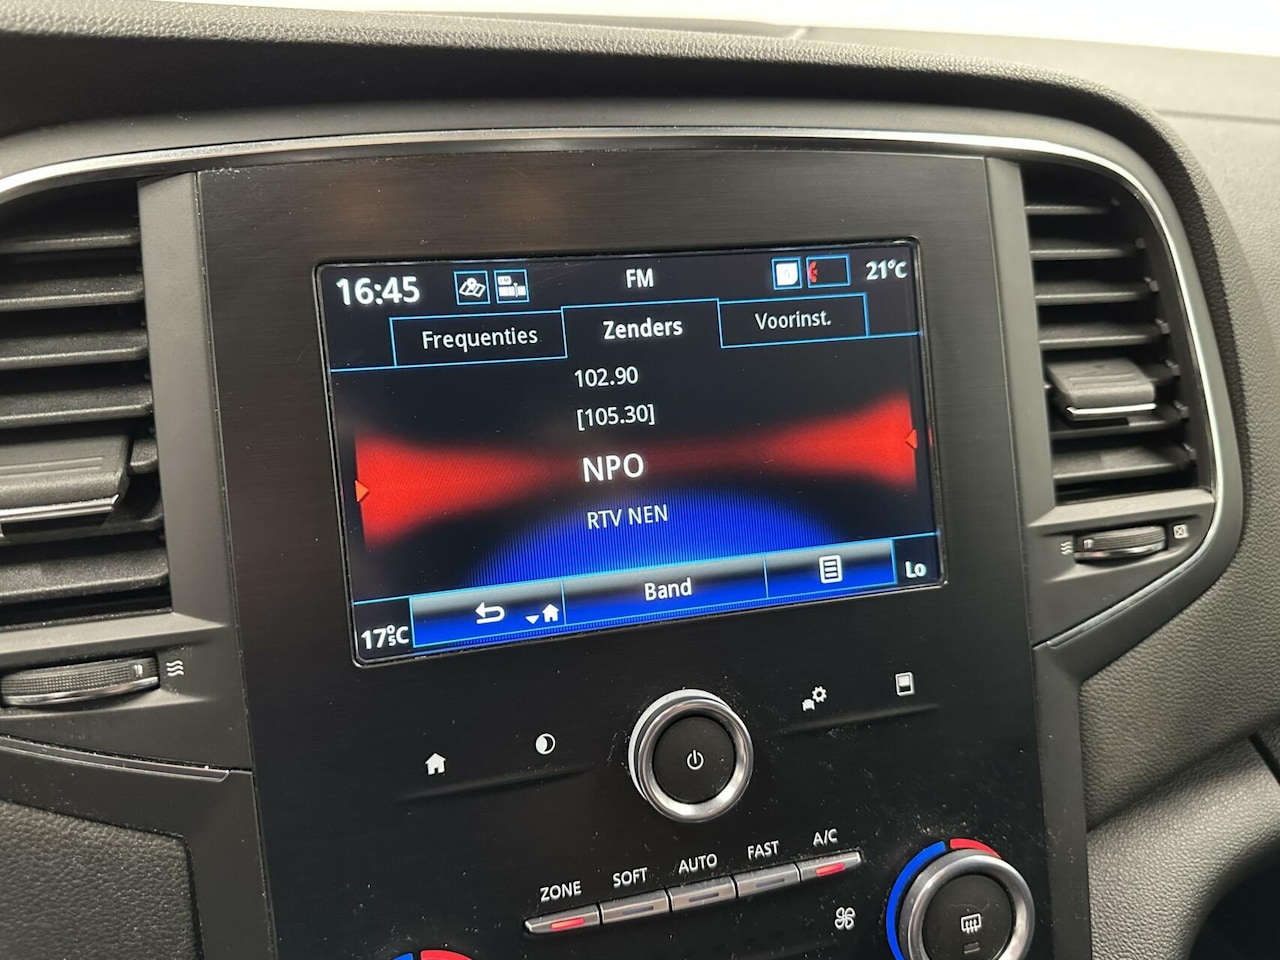 16:45 FM 21°C
Frequenties Zenders Voorinst.
102.90
[105.30]
NPO
RTV NEN
17°5C Band Lo
ZONE SOFT AUTO FAST A/C